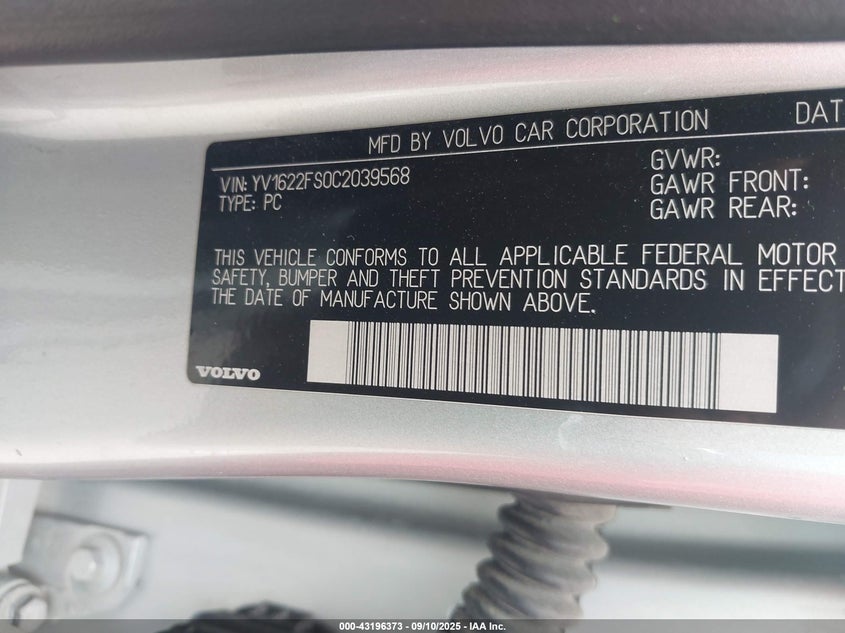 MFD BY VOLVO CAR CORPORATION DAT
VIN: YV1622FS0C2039568
TYPE: PC
GVWR:
GAWR FRONT:
GAWR REAR:
THIS VEHICLE CONFORMS TO ALL APPLICABLE FEDERAL MOTOR
SAFETY, BUMPER AND THEFT PREVENTION STANDARDS IN EFFECT
THE DATE OF MANUFACTURE SHOWN ABOVE.
VOLVO
000-43196373 - 09/10/2025 - IAA Inc.